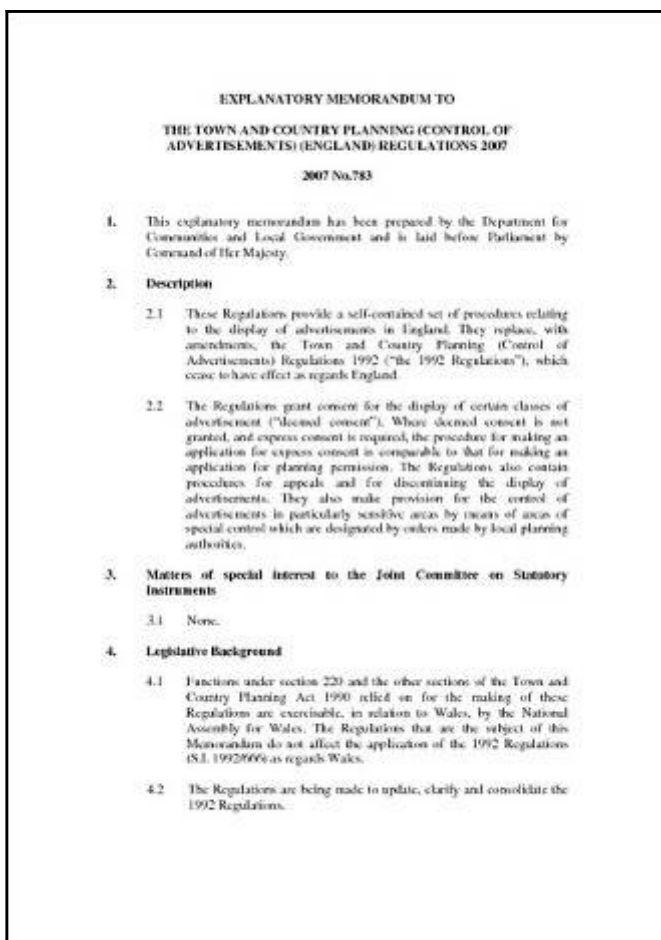 EXPLANATORY MEMORANDUM TO
THE TOWN AND COUNTRY PLANNING (CONTROL OF
ADVERTISEMENTS) (ENGLAND) REGULATIONS 2007
2007 No.783
1. This explanatory memorandum has been prepared by the Department for
Communities and Local Government and is laid before Parliament by
Command of Her Majesty.
2. Description
2.1 These Regulations provide a self-contained set of procedures relating
to the display of advertisements in England. They replace, with
amendments, the Town and Country Planning (Control of
Advertisements) Regulations 1992 ("the 1992 Regulations"), which
cease to have effect as regards England.
2.2 The Regulations grant consent for the display of certain classes of
advertisement ("deemed consent"). Where deemed consent is not
granted, and express consent is required, the procedure for making an
application for express consent is comparable to that for making an
application for planning permission. The Regulations also contain
procedures for appeals and for discontinuing the display of
advertisements. They also make provision for the control of
advertisements in particularly sensitive areas by means of areas of
special control which are designated by orders made by local planning
authorities.
3. Matters of special interest to the Joint Committee on Statutory
Instruments
3.1 None.
4. Legislative Background
4.1 Functions under section 220 and the other sections of the Town and
Country Planning Act 1990 relied on for the making of these
Regulations are exercisable, in relation to Wales, by the National
Assembly for Wales. The Regulations that are the subject of this
Memorandum do not affect the application of the 1992 Regulations
(S.I. 1992/666) as regards Wales.
4.2 The Regulations are being made to update, clarify and consolidate the
1992 Regulations.